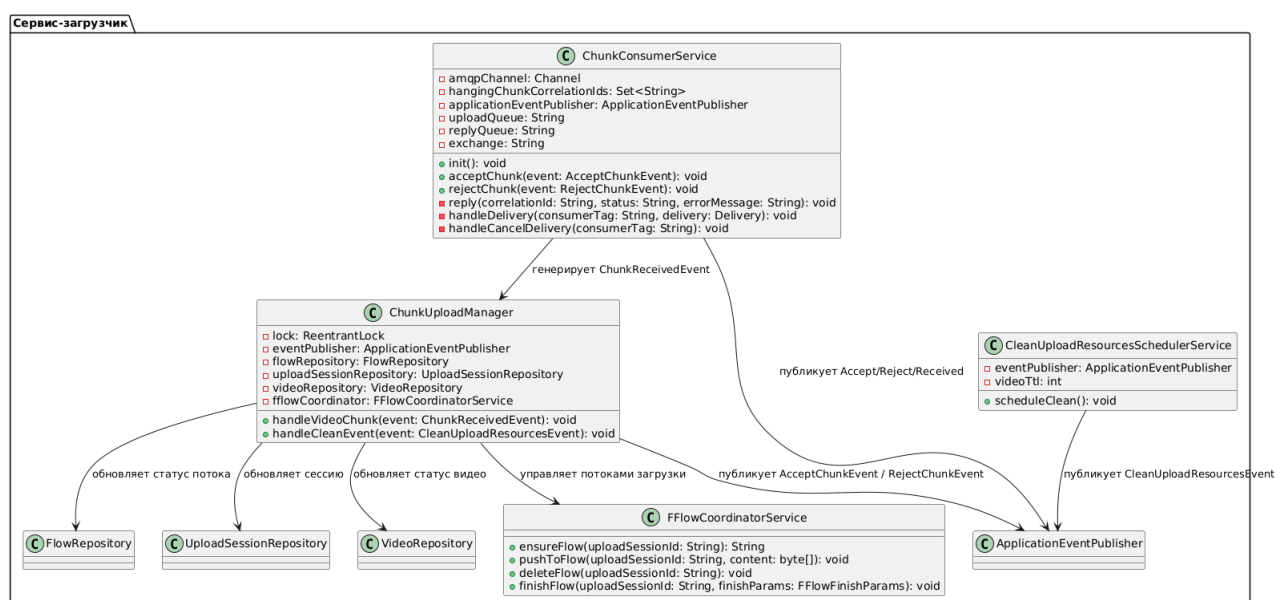 Сервис-загрузчик
C ChunkConsumerService
amqpChannel: Channel
hangingChunkCorrelationIds: Set<String>
applicationEventPublisher: ApplicationEventPublisher
uploadQueue: String
replyQueue: String
exchange: String
init(): void
acceptChunk(event: AcceptChunkEvent): void
rejectChunk(event: RejectChunkEvent): void
reply(correlationId: String, status: String, errorMessage: String): void
handleDelivery(consumerTag: String, delivery: Delivery): void
handleCancelDelivery(consumerTag: String): void
генерирует ChunkReceivedEvent
C ChunkUploadManager
lock: ReentrantLock
eventPublisher: ApplicationEventPublisher
flowRepository: FlowRepository
uploadSessionRepository: UploadSessionRepository
videoRepository: VideoRepository
fflowCoordinator: FFlowCoordinatorService
handleVideoChunk(event: ChunkReceivedEvent): void
handleCleanEvent(event: CleanUploadResourcesEvent): void
публикует Accept/Reject/Received
C CleanUploadResourcesSchedulerService
eventPublisher: ApplicationEventPublisher
videoTtl: int
scheduleClean(): void
обновляет статус потока
обновляет сессию
обновляет статус видео
управляет потоками загрузки
публикует AcceptChunkEvent / RejectChunkEvent
публикует CleanUploadResourcesEvent
C FlowRepository
C UploadSessionRepository
C VideoRepository
C FFlowCoordinatorService
ensureFlow(uploadSessionId: String): String
pushToFlow(uploadSessionId: String, content: byte[]): void
deleteFlow(uploadSessionId: String): void
finishFlow(uploadSessionId: String, finishParams: FFlowFinishParams): void
C ApplicationEventPublisher